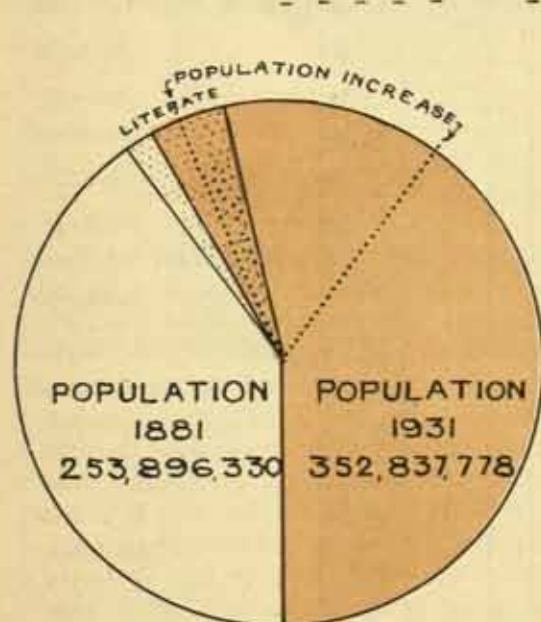 POPULATION INCREASE
LITERATE
POPULATION
1881
253,896,330
POPULATION
1931
352,837,778